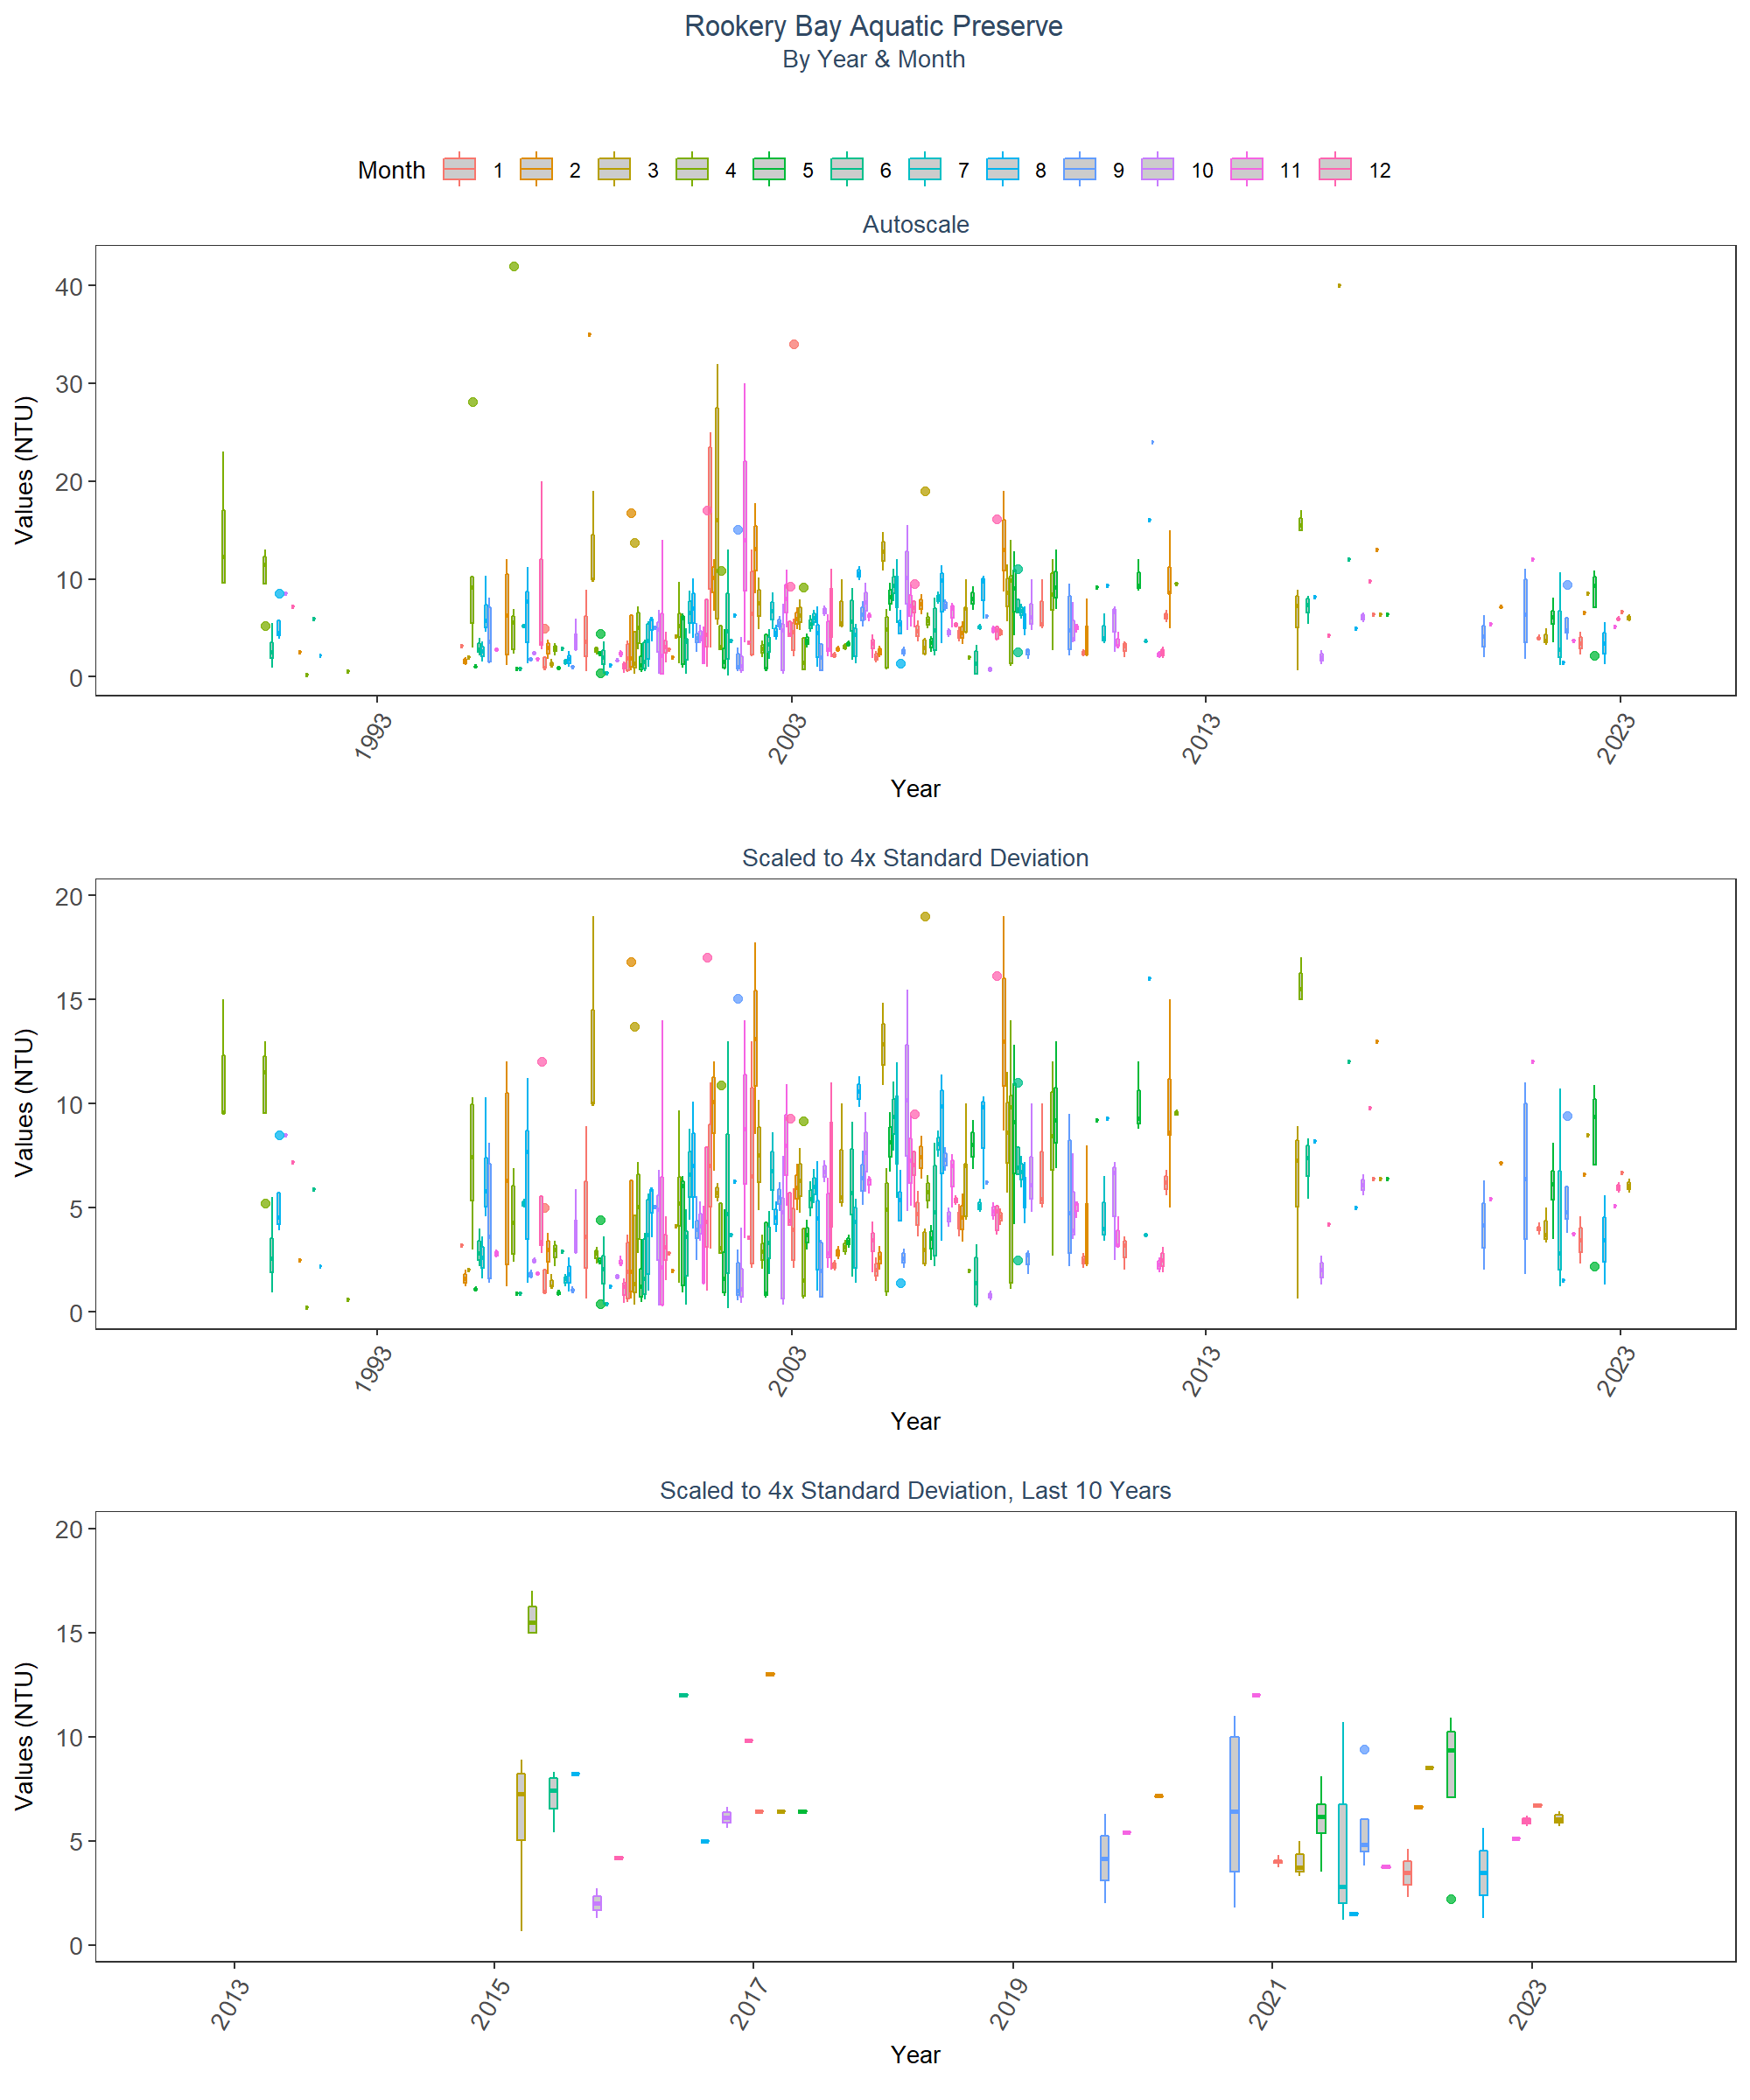 Rookery Bay Aquatic Preserve
By Year & Month
Month 1 2 3 4 5 6 7 8 9 10 11 12
Autoscale
Values (NTU)
40
30
20
10
0
1993 2003 2013 2023
Year
Scaled to 4x Standard Deviation
Values (NTU)
20
15
10
5
0
1993 2003 2013 2023
Year
Scaled to 4x Standard Deviation, Last 10 Years
Values (NTU)
20
15
10
5
0
2013 2015 2017 2019 2021 2023
Year